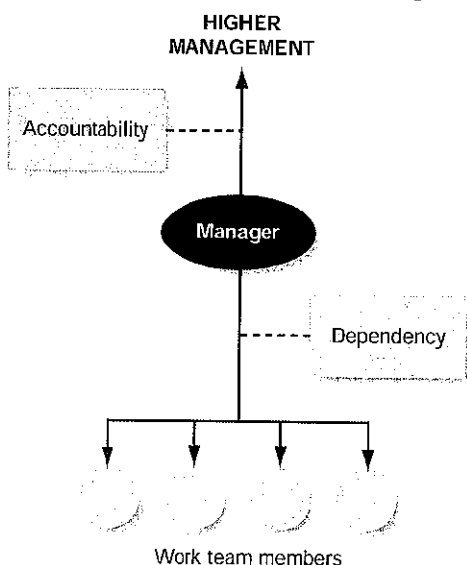 HIGHER
MANAGEMENT
Accountability
Manager
Dependency
Work team members